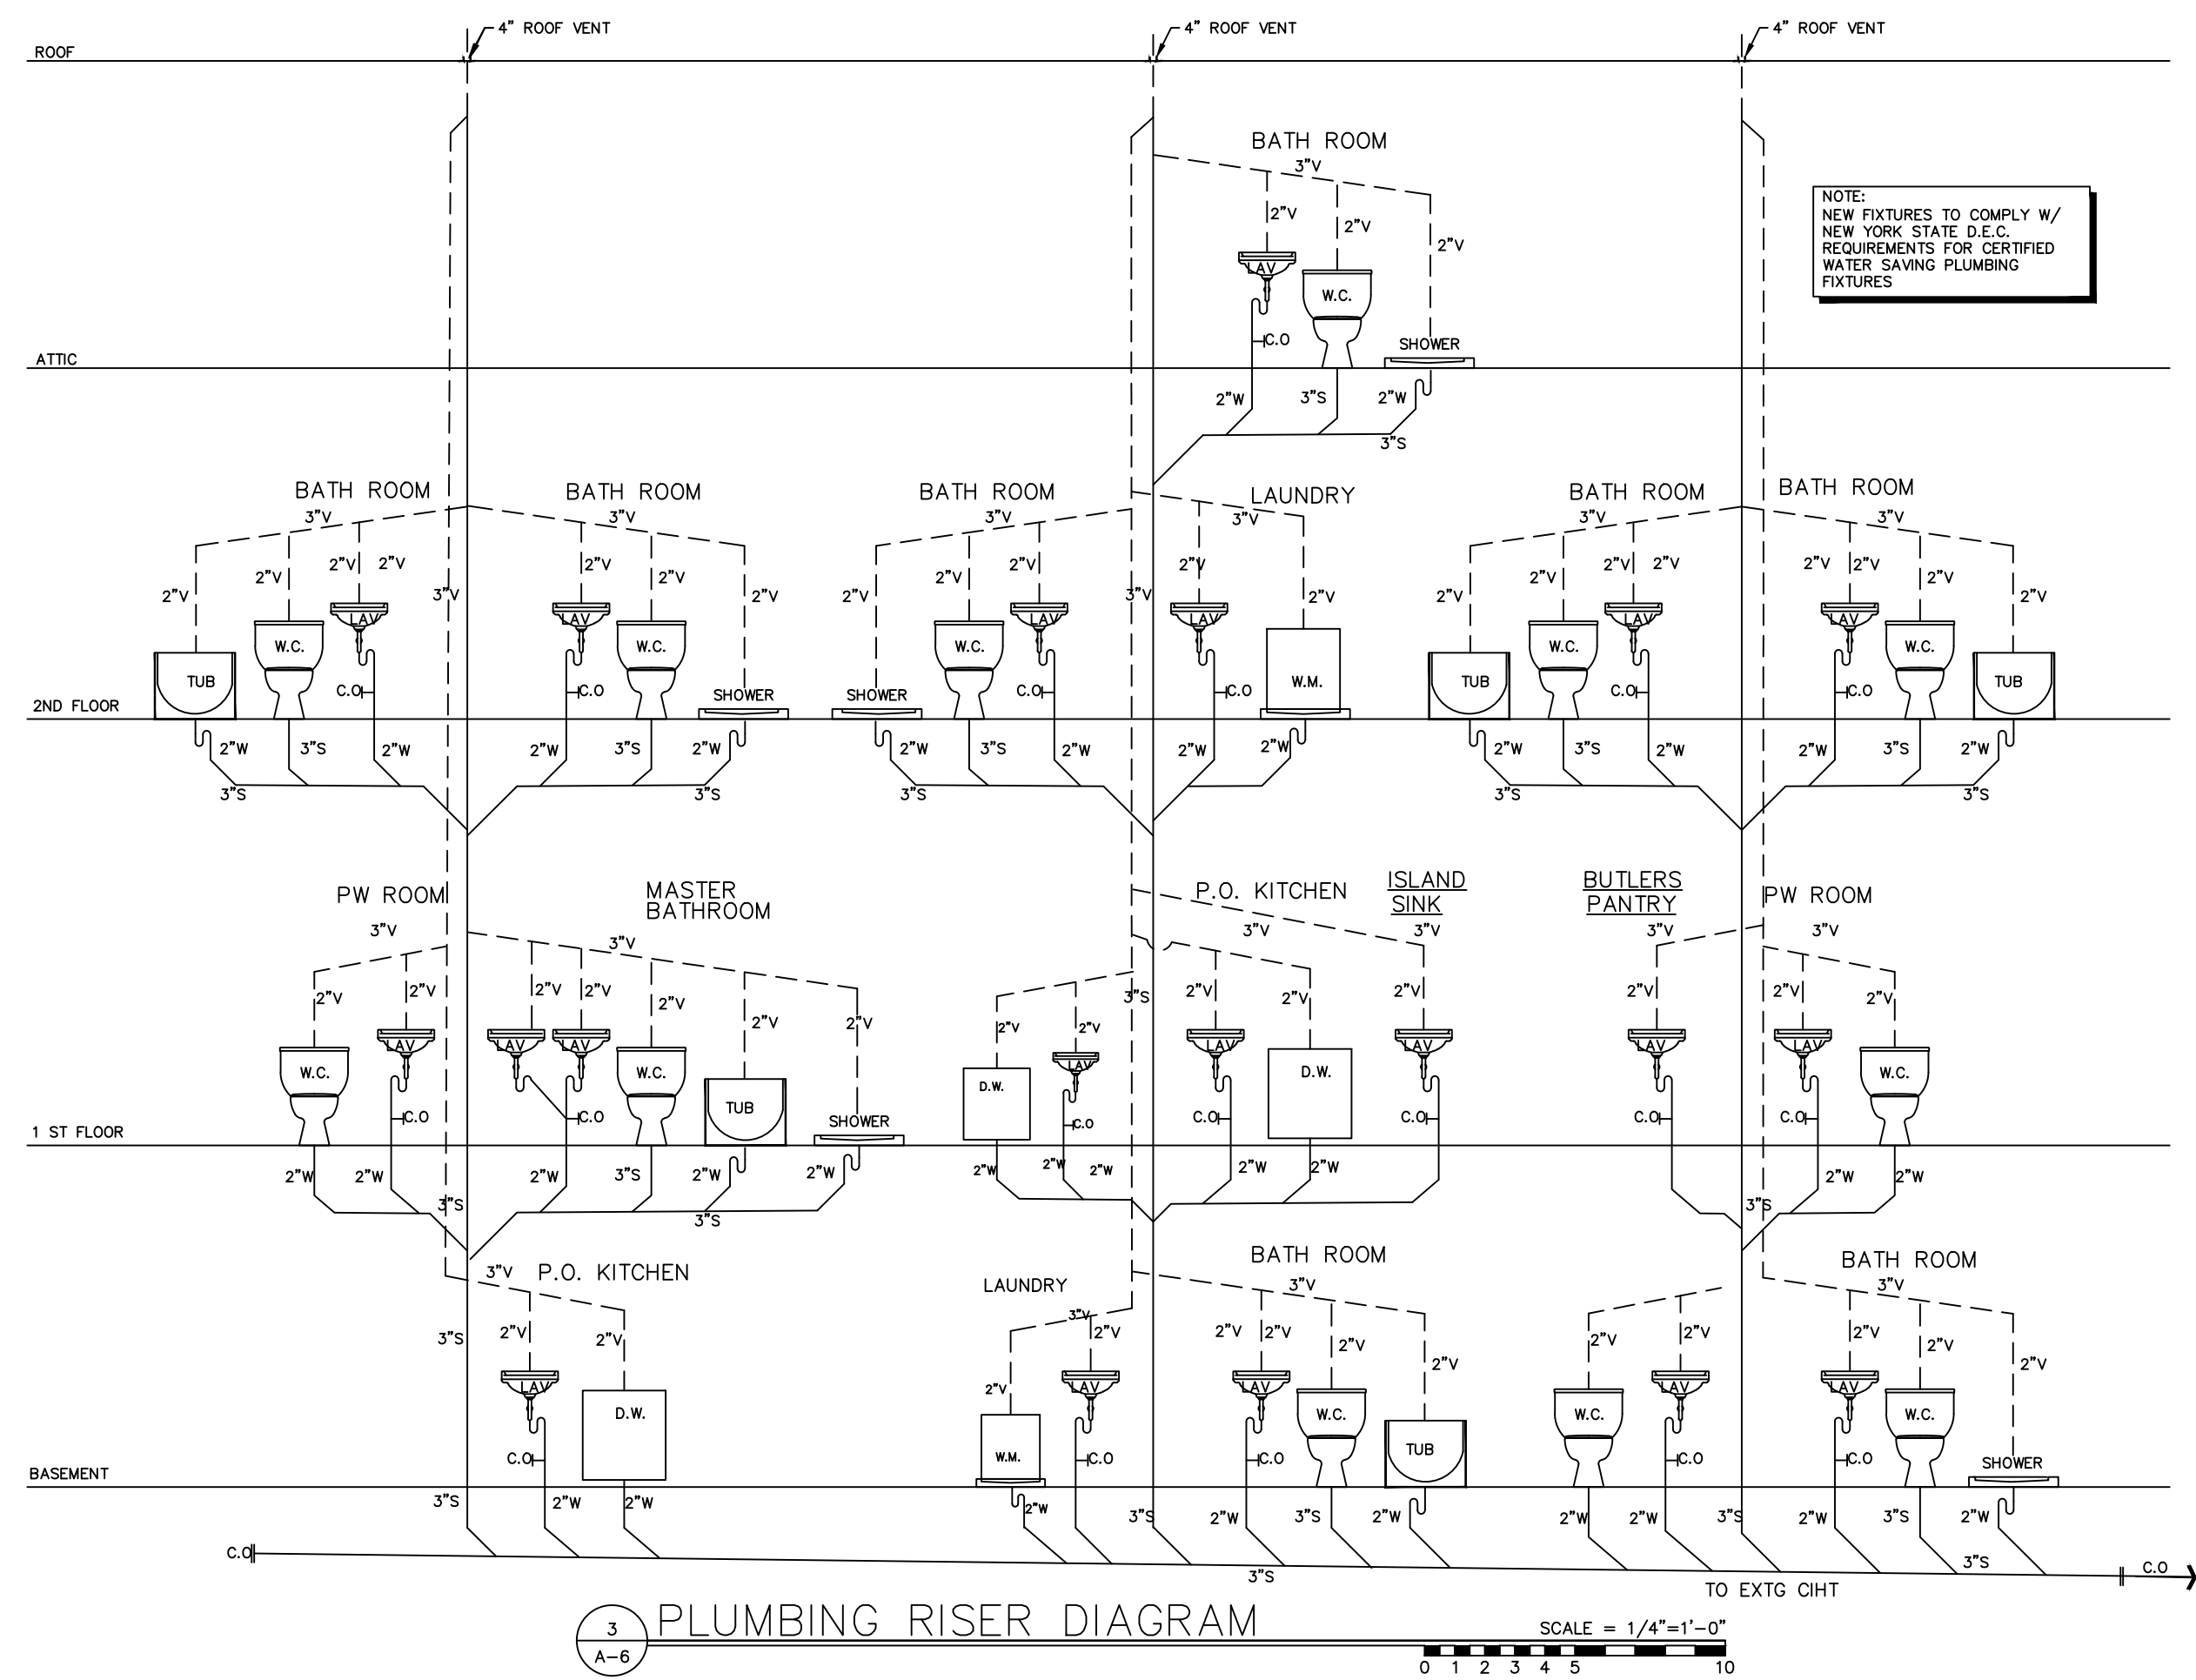 4" ROOF VENT
4" ROOF VENT
4" ROOF VENT
ROOF
BATH ROOM
3"V
NOTE:
NEW FIXTURES TO COMPLY W/
NEW YORK STATE D.E.C.
REQUIREMENTS FOR CERTIFIED
WATER SAVING PLUMBING
FIXTURES
2"V
2"V
2"V
LAV
W.C.
C.O
SHOWER
ATTIC
2"W
3"S
2"W
3"S
BATH ROOM
BATH ROOM
BATH ROOM
LAUNDRY
BATH ROOM
BATH ROOM
3"V
3"V
3"V
3"V
3"V
3"V
2"V
2"V
2"V
2"V
3"V
2"V
2"V
2"V
2"V
2"V
2"V
3"V
2"V
2"V
2"V
2"V
2"V
2"V
2"V
2"V
2"V
2"V
LAV
LAV
LAV
LAV
LAV
LAV
TUB
W.C.
C.O
C.O
W.C.
SHOWER
SHOWER
W.C.
C.O
C.O
W.M.
TUB
W.C.
C.O
C.O
W.C.
TUB
2ND FLOOR
2"W
3"S
2"W
2"W
3"S
2"W
2"W
3"S
2"W
2"W
2"W
2"W
3"S
2"W
2"W
3"S
2"W
3"S
3"S
3"S
3"S
3"S
PW ROOM
MASTER
BATHROOM
P.O. KITCHEN
ISLAND
SINK
BUTLERS
PANTRY
PW ROOM
3"V
3"V
3"V
3"V
3"V
3"V
2"V
2"V
2"V
2"V
2"V
2"V
2"V
3"S
2"V
2"V
2"V
2"V
2"V
2"V
2"V
2"V
W.C.
LAV
LAV
LAV
W.C.
TUB
SHOWER
D.W.
LAV
LAV
D.W.
LAV
LAV
LAV
W.C.
C.O
C.O
C.O
C.O
C.O
C.O
C.O
1 ST FLOOR
2"W
2"W
3"S
2"W
3"S
2"W
2"W
3"S
2"W
2"W
2"W
2"W
2"W
3"S
2"W
2"W
3"V
P.O. KITCHEN
LAUNDRY
BATH ROOM
BATH ROOM
3"V
3"V
3"V
3"S
2"V
2"V
2"V
2"V
2"V
2"V
2"V
2"V
2"V
2"V
2"V
2"V
2"V
LAV
D.W.
C.O
W.M.
LAV
C.O
LAV
C.O
W.C.
TUB
W.C.
LAV
C.O
LAV
C.O
W.C.
SHOWER
BASEMENT
3"S
2"W
2"W
2"W
3"S
2"W
3"S
2"W
2"W
2"W
3"S
2"W
3"S
2"W
C.O
3"S
3"S
C.O
TO EXTG CIHT
3
A-6
PLUMBING RISER DIAGRAM
SCALE = 1/4"=1'-0"
0 1 2 3 4 5 10